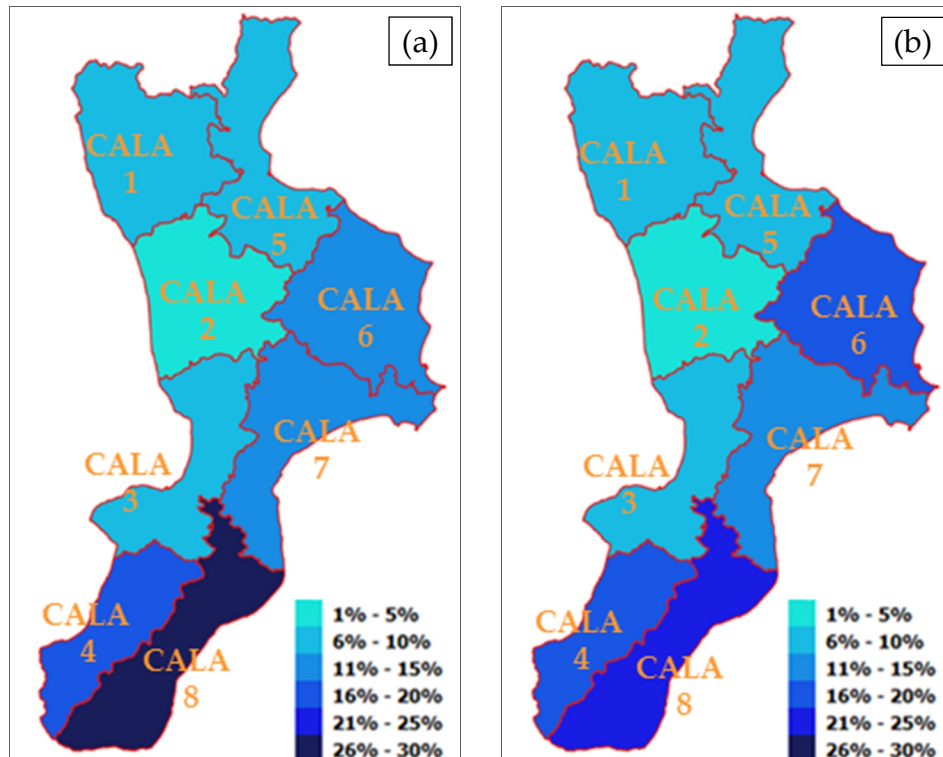 (a)
CALA
1
CALA
5
CALA
2
CALA
6
CALA
7
CALA
3
CALA
4
CALA
8
1% - 5%
6% - 10%
11% - 15%
16% - 20%
21% - 25%
26% - 30%
(b)
CALA
1
CALA
5
CALA
2
CALA
6
CALA
7
CALA
3
CALA
4
CALA
8
1% - 5%
6% - 10%
11% - 15%
16% - 20%
21% - 25%
26% - 30%